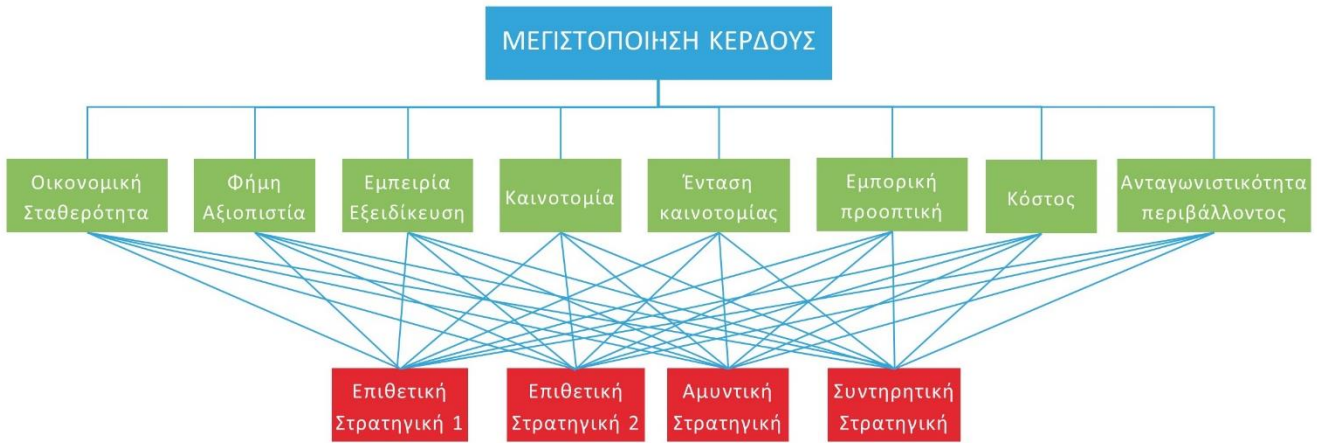 ΜΕΓΙΣΤΟΠΟΙΗΣΗ ΚΕΡΔΟΥΣ
Οικονομική
Σταθερότητα
Φήμη
Αξιοπιστία
Εμπειρία
Εξειδίκευση
Καινοτομία
Ένταση
καινοτομίας
Εμπορική
προοπτική
Κόστος
Ανταγωνιστικότητα
περιβάλλοντος
Επιθετική
Στρατηγική 1
Επιθετική
Στρατηγική 2
Αμυντική
Στρατηγική
Συντηρητική
Στρατηγική